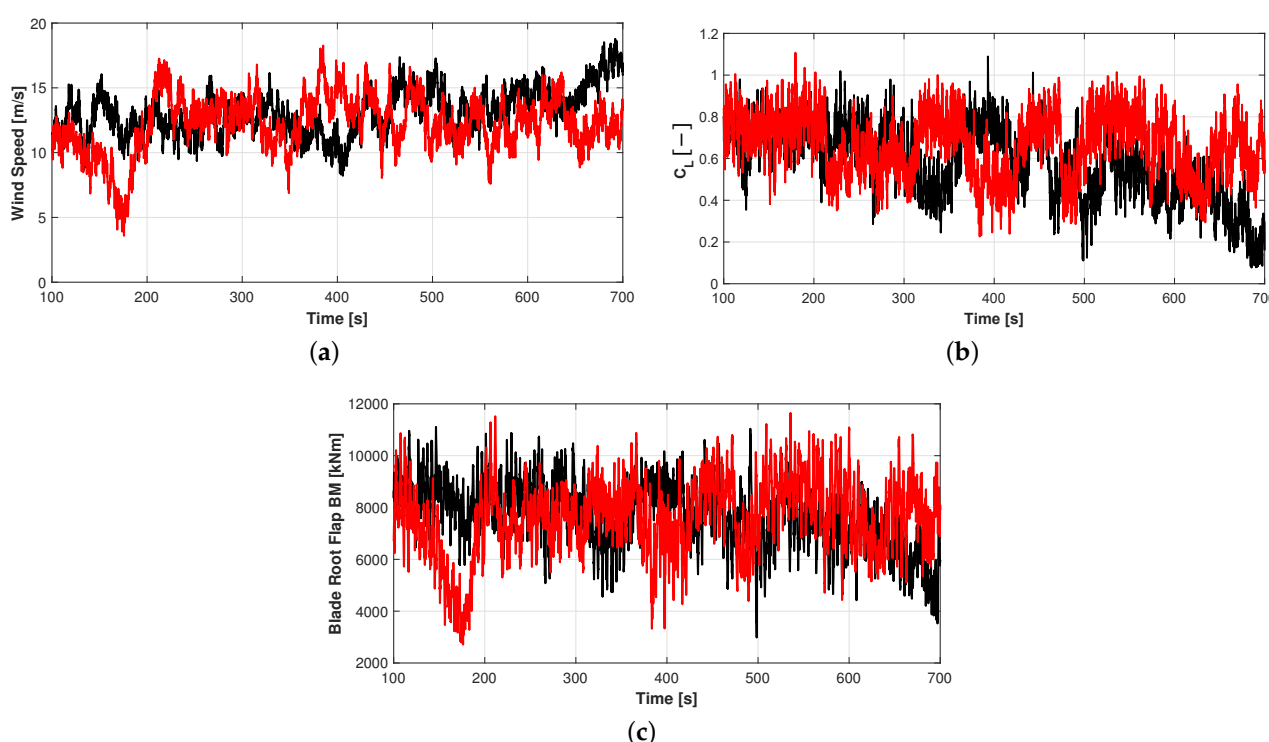 20
15
10
5
0
Wind Speed [m/s]
100 200 300 400 500 600 700
Time [s]
(a)
1.2
1
0.8
0.6
0.4
0.2
0
C_L [ – ]
100 200 300 400 500 600 700
Time [s]
(b)
12000
10000
8000
6000
4000
2000
Blade Root Flap BM [kNm]
100 200 300 400 500 600 700
Time [s]
(c)